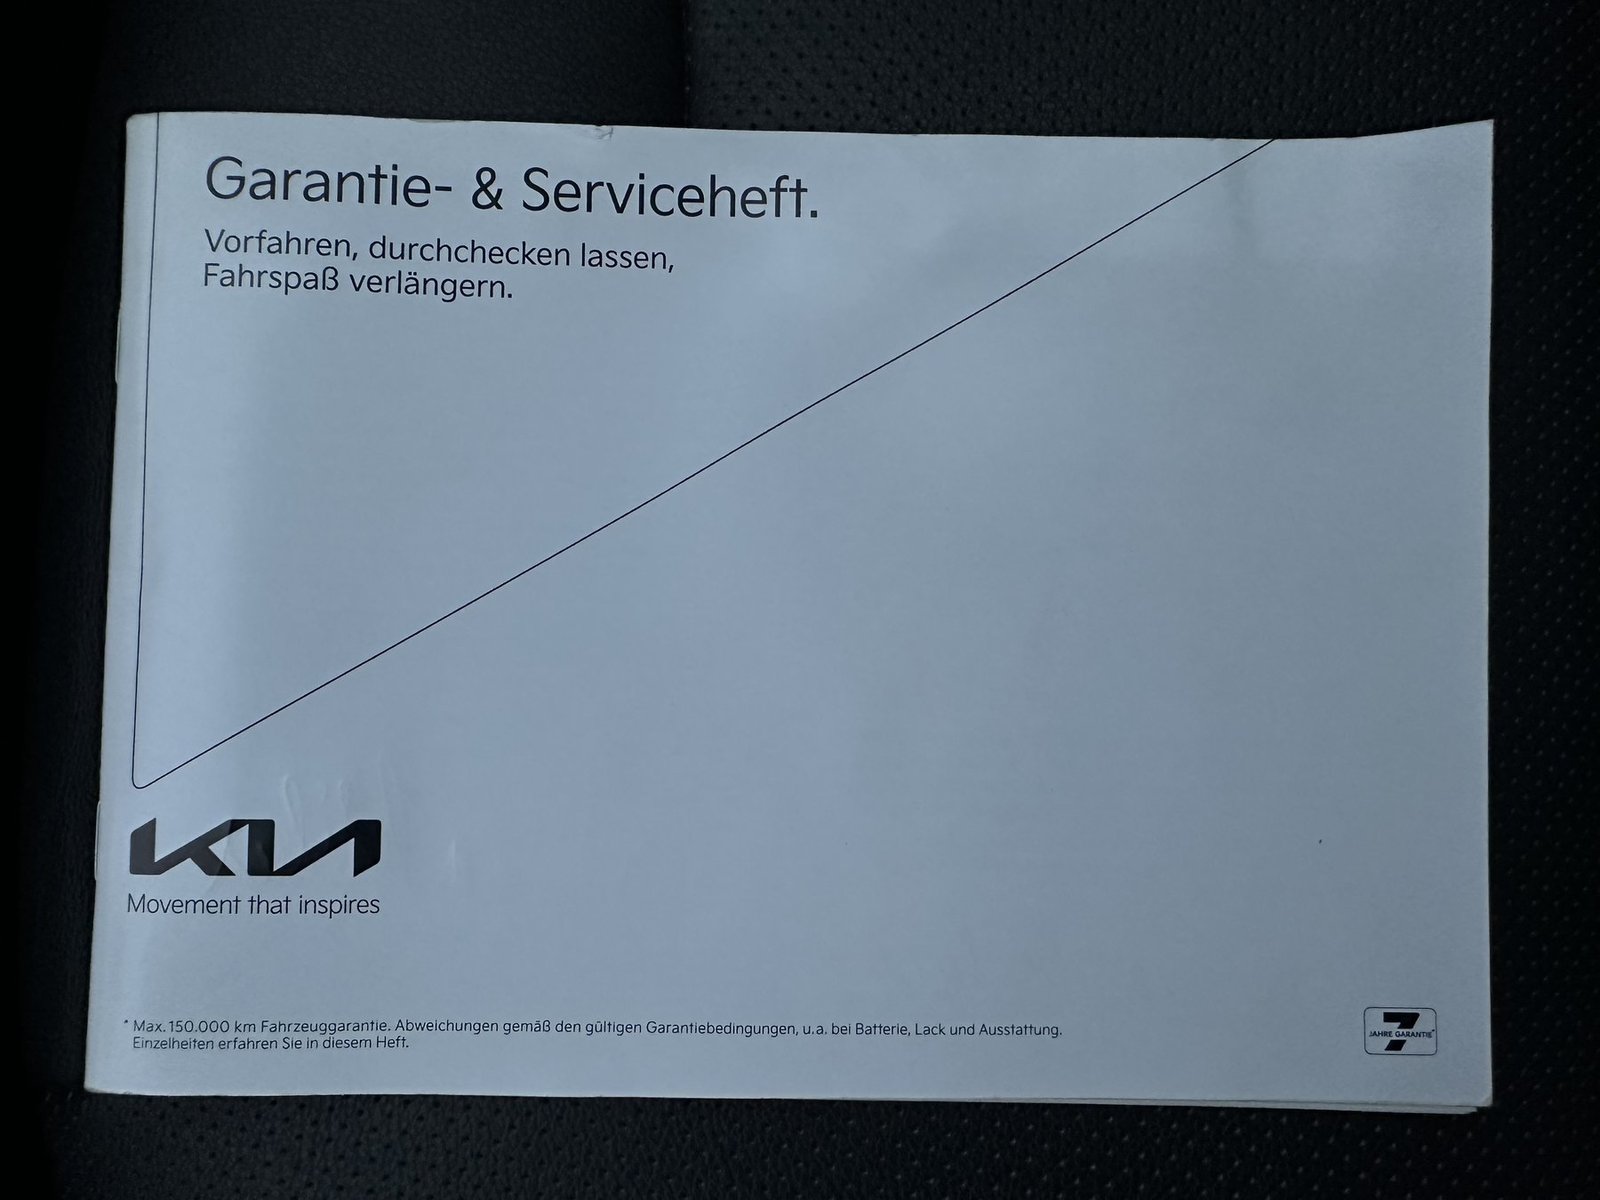 Garantie- & Serviceheft.
Vorfahren, durchchecken lassen,
Fahrspaß verlängern.
KIA
Movement that inspires
* Max. 150.000 km Fahrzeuggarantie. Abweichungen gemäß den gültigen Garantiebedingungen, u.a. bei Batterie, Lack und Ausstattung.
Einzelheiten erfahren Sie in diesem Heft.
7
JAHRE GARANTIE*